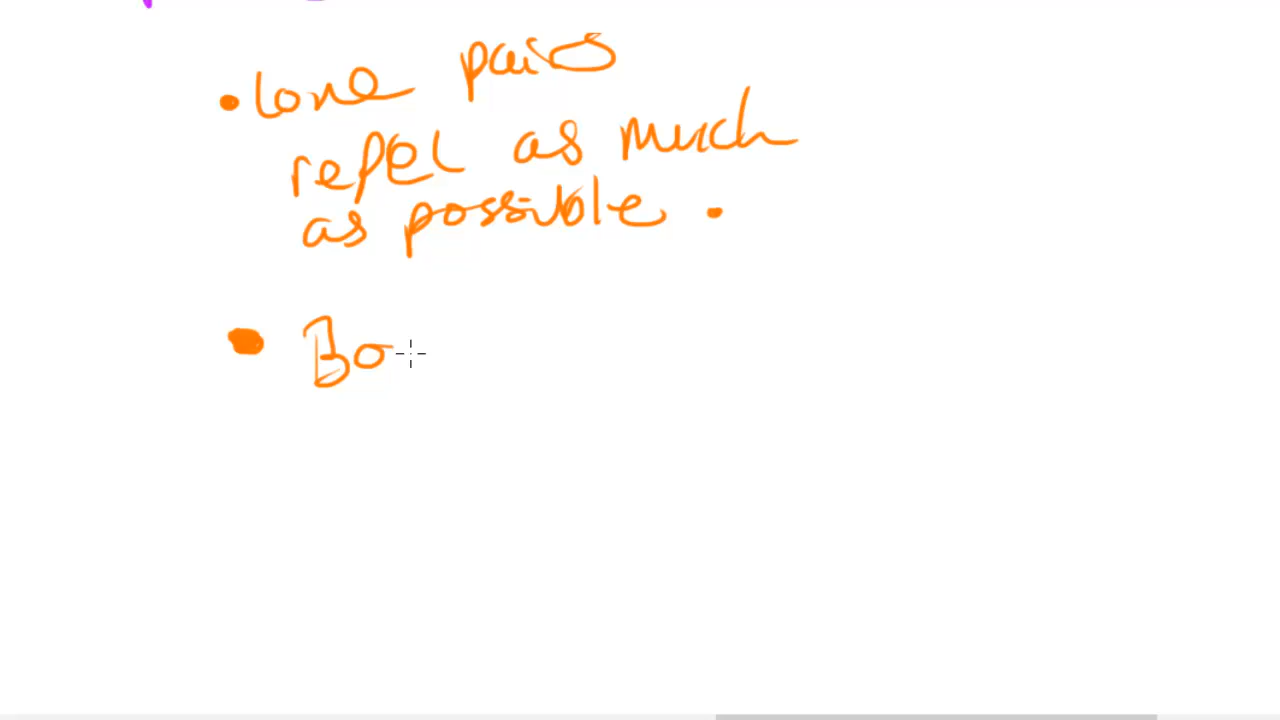 • lone pairs
repel as much
as possible.
• Bo